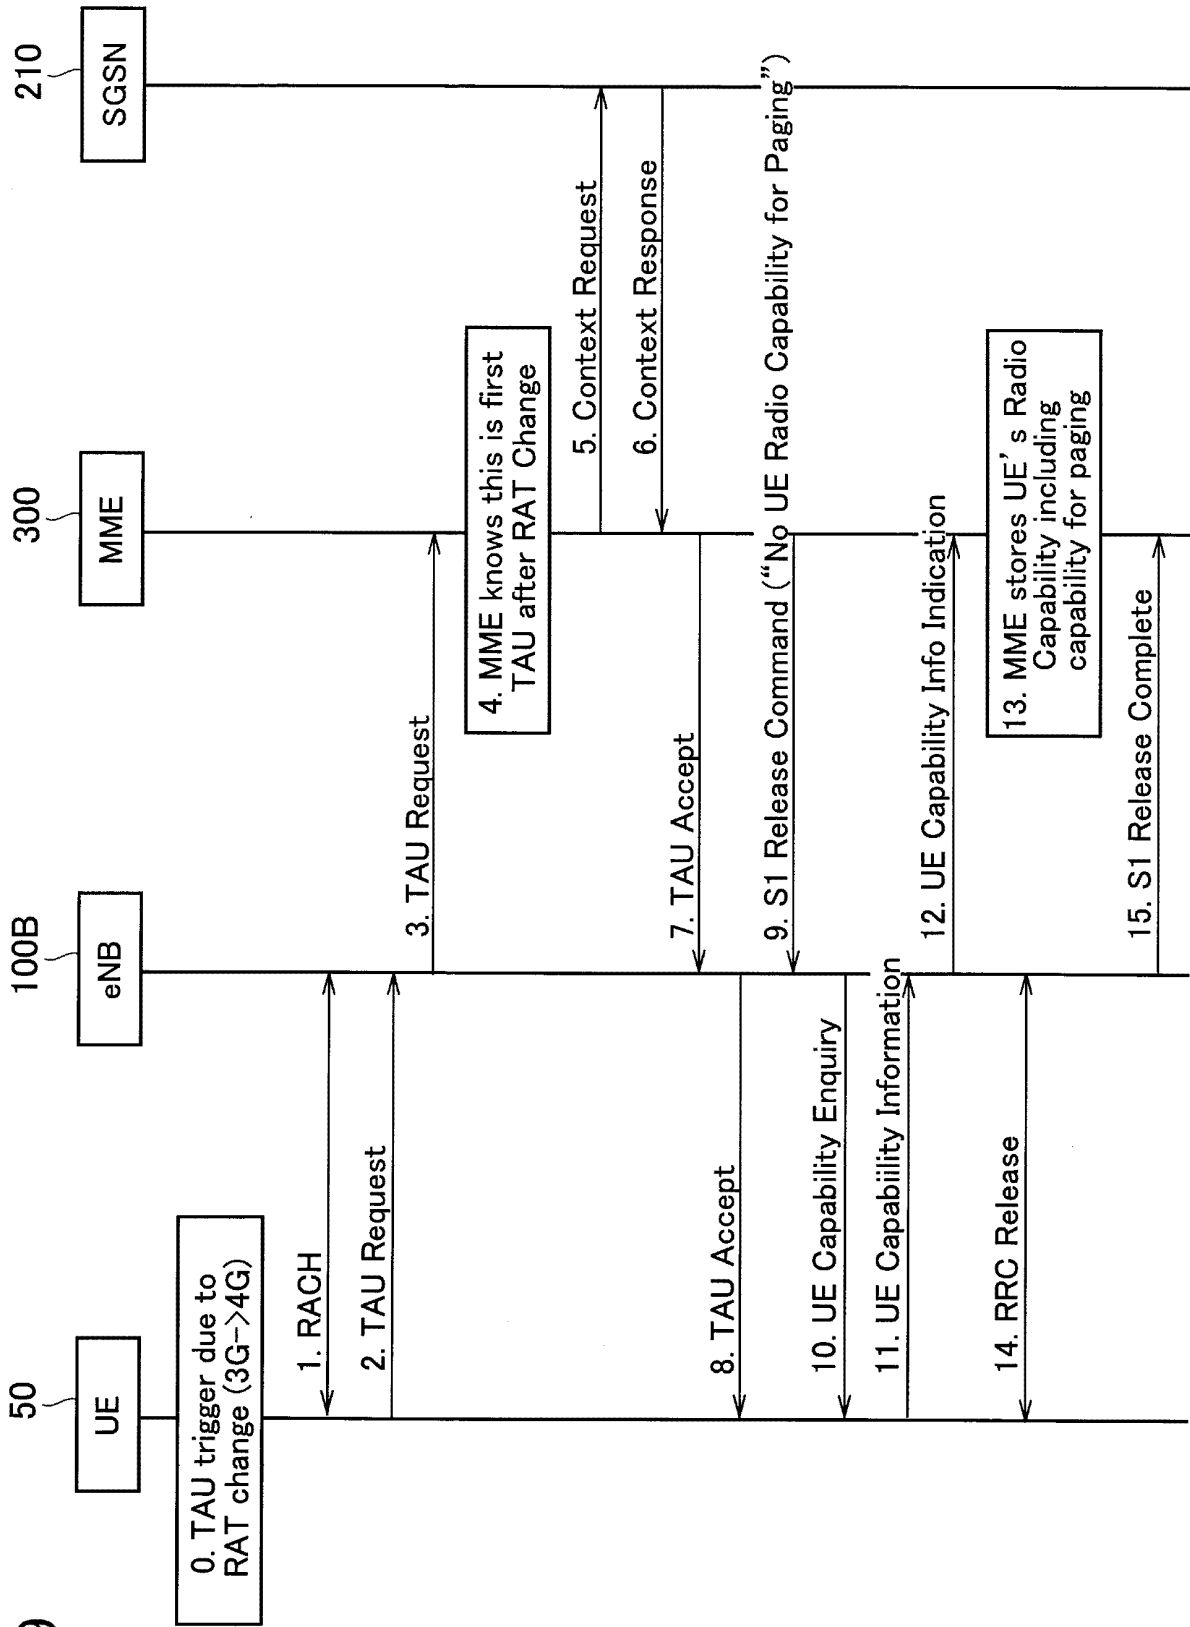 50
100B
300
210
UE
eNB
MME
SGSN
0. TAU trigger due to
RAT change (3G->4G)
1. RACH
2. TAU Request
3. TAU Request
4. MME knows this is first
TAU after RAT Change
5. Context Request
6. Context Response
7. TAU Accept
8. TAU Accept
9. S1 Release Command (“No UE Radio Capability for Paging”)
10. UE Capability Enquiry
11. UE Capabiility Information
12. UE Capability Info Indication
13. MME stores UE's Radio
Capability including
capability for paging
14. RRC Release
15. S1 Release Complete